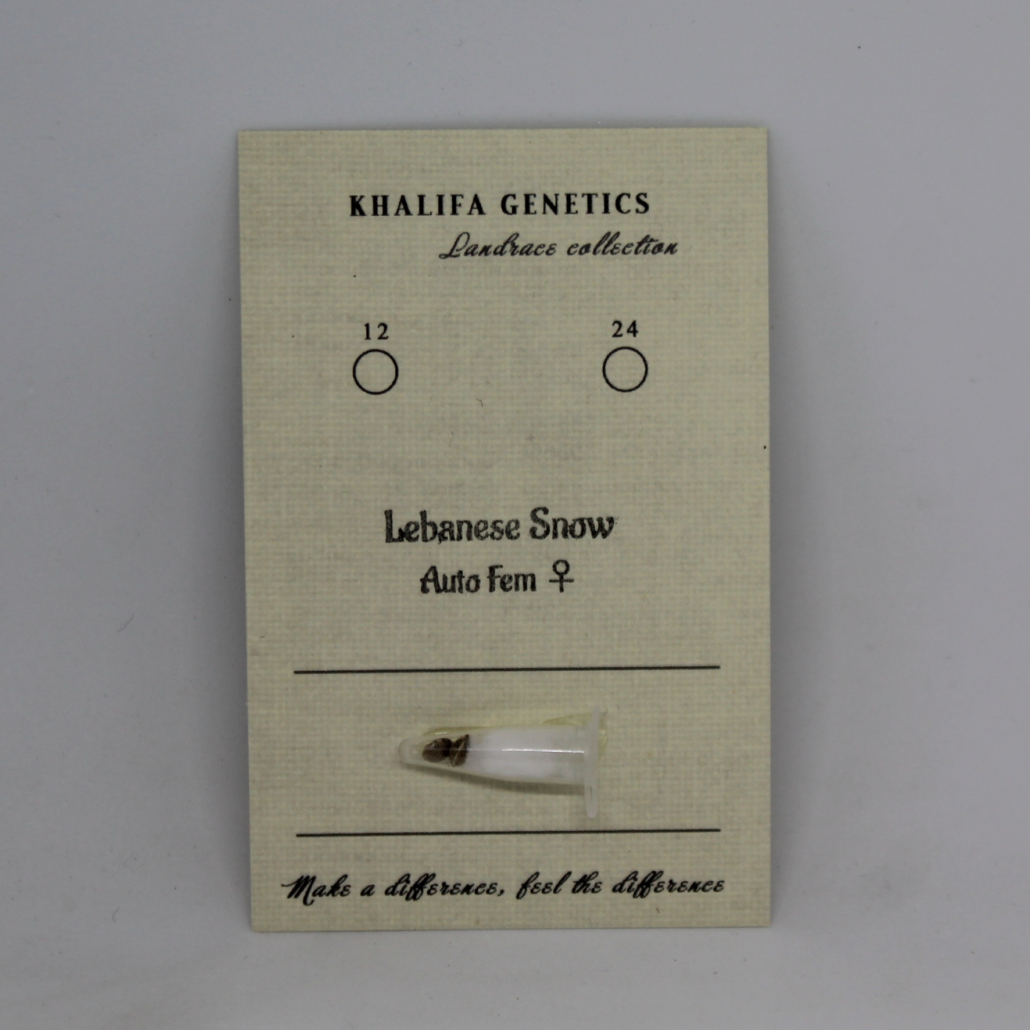 KHALIFA GENETICS
Landrace collection
12 24
Lebanese Snow
Auto Fem ♀
Make a difference, feel the difference